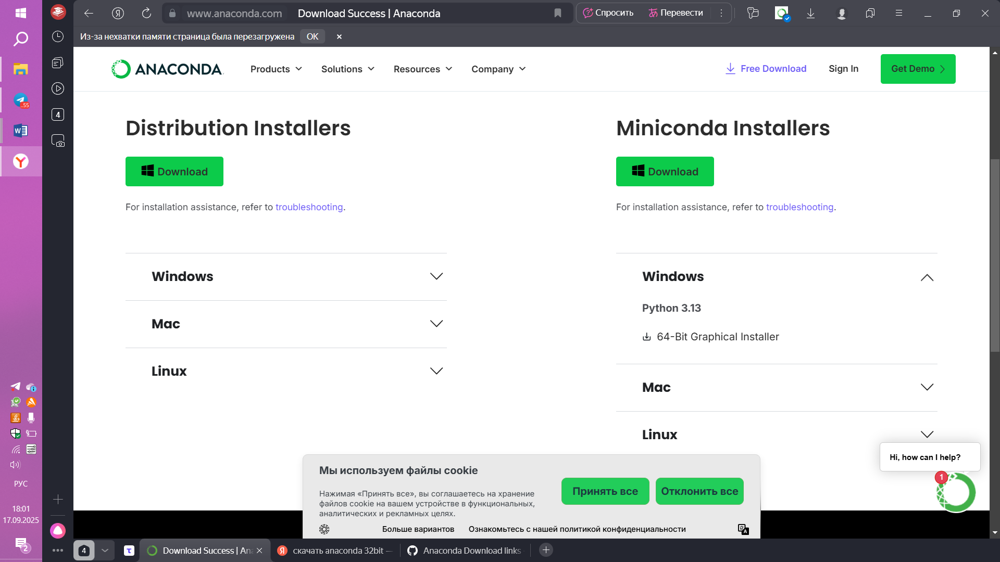 www.anaconda.com Download Success | Anaconda
Спросить Перевести
Из-за нехватки памяти страница была перезагружена OK
ANACONDA
Products Solutions Resources Company
Free Download Sign In Get Demo
Distribution Installers
Download
For installation assistance, refer to troubleshooting.
Windows
Mac
Linux
Miniconda Installers
Download
For installation assistance, refer to troubleshooting.
Windows
Python 3.13
64-Bit Graphical Installer
Mac
Linux
Hi, how can I help?
1
Мы используем файлы cookie
Нажимая «Принять все», вы соглашаетесь на хранение
файлов cookie на вашем устройстве в функциональных,
аналитических и рекламных целях.
Принять все Отклонить все
Больше вариантов Ознакомьтесь с нашей политикой конфиденциальности
4
..55
W
РУС
18:01
17.09.2025
2
4 Download Success | An скачать anaconda 32bit — Anaconda Download links